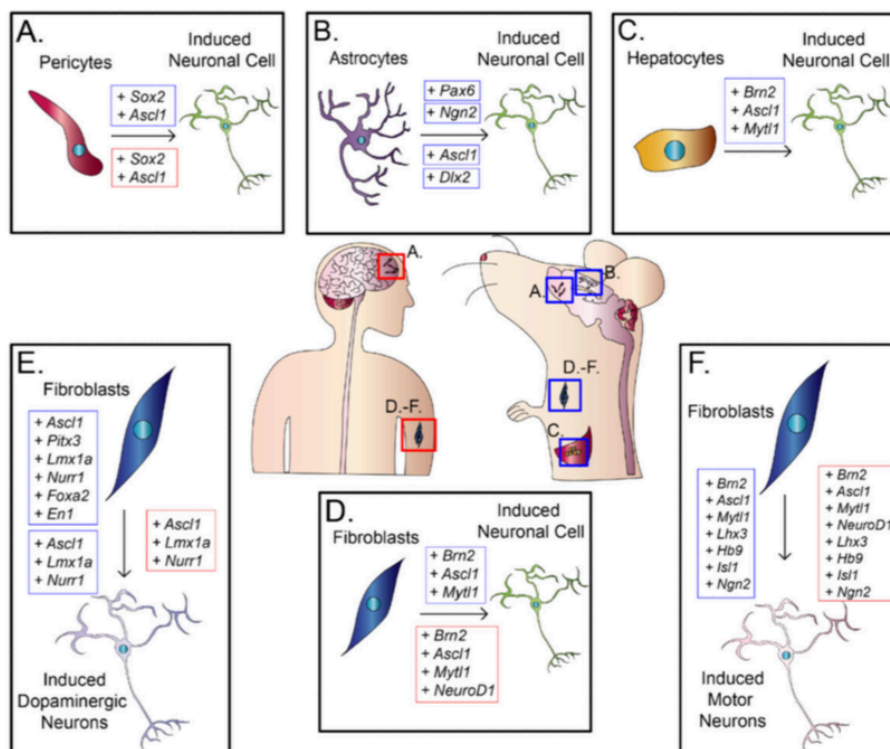 A.
Pericytes
Induced
Neuronal Cell
+ Sox2
+ Ascl1
+ Sox2
+ Ascl1
B.
Astrocytes
Induced
Neuronal Cell
+ Pax6
+ Ngn2
+ Ascl1
+ Dlx2
C.
Hepatocytes
Induced
Neuronal Cell
+ Brn2
+ Ascl1
+ Mytl1
A.
D.-F.
A.
B.
D.-F.
C.
E.
Fibroblasts
+ Ascl1
+ Pitx3
+ Lmx1a
+ Nurr1
+ Foxa2
+ En1
+ Ascl1
+ Lmx1a
+ Nurr1
+ Ascl1
+ Lmx1a
+ Nurr1
Induced
Dopaminergic
Neurons
D.
Fibroblasts
Induced
Neuronal Cell
+ Brn2
+ Ascl1
+ Mytl1
+ Brn2
+ Ascl1
+ Mytl1
+ NeuroD1
F.
Fibroblasts
+ Brn2
+ Ascl1
+ Mytl1
+ Lhx3
+ Hb9
+ Isl1
+ Ngn2
+ Brn2
+ Ascl1
+ Mytl1
+ NeuroD1
+ Lhx3
+ Hb9
+ Isl1
+ Ngn2
Induced
Motor
Neurons